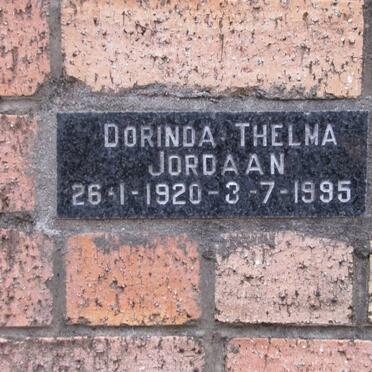 DORINDA THELMA
JORDAAN
26-1-1920-3-7-1995